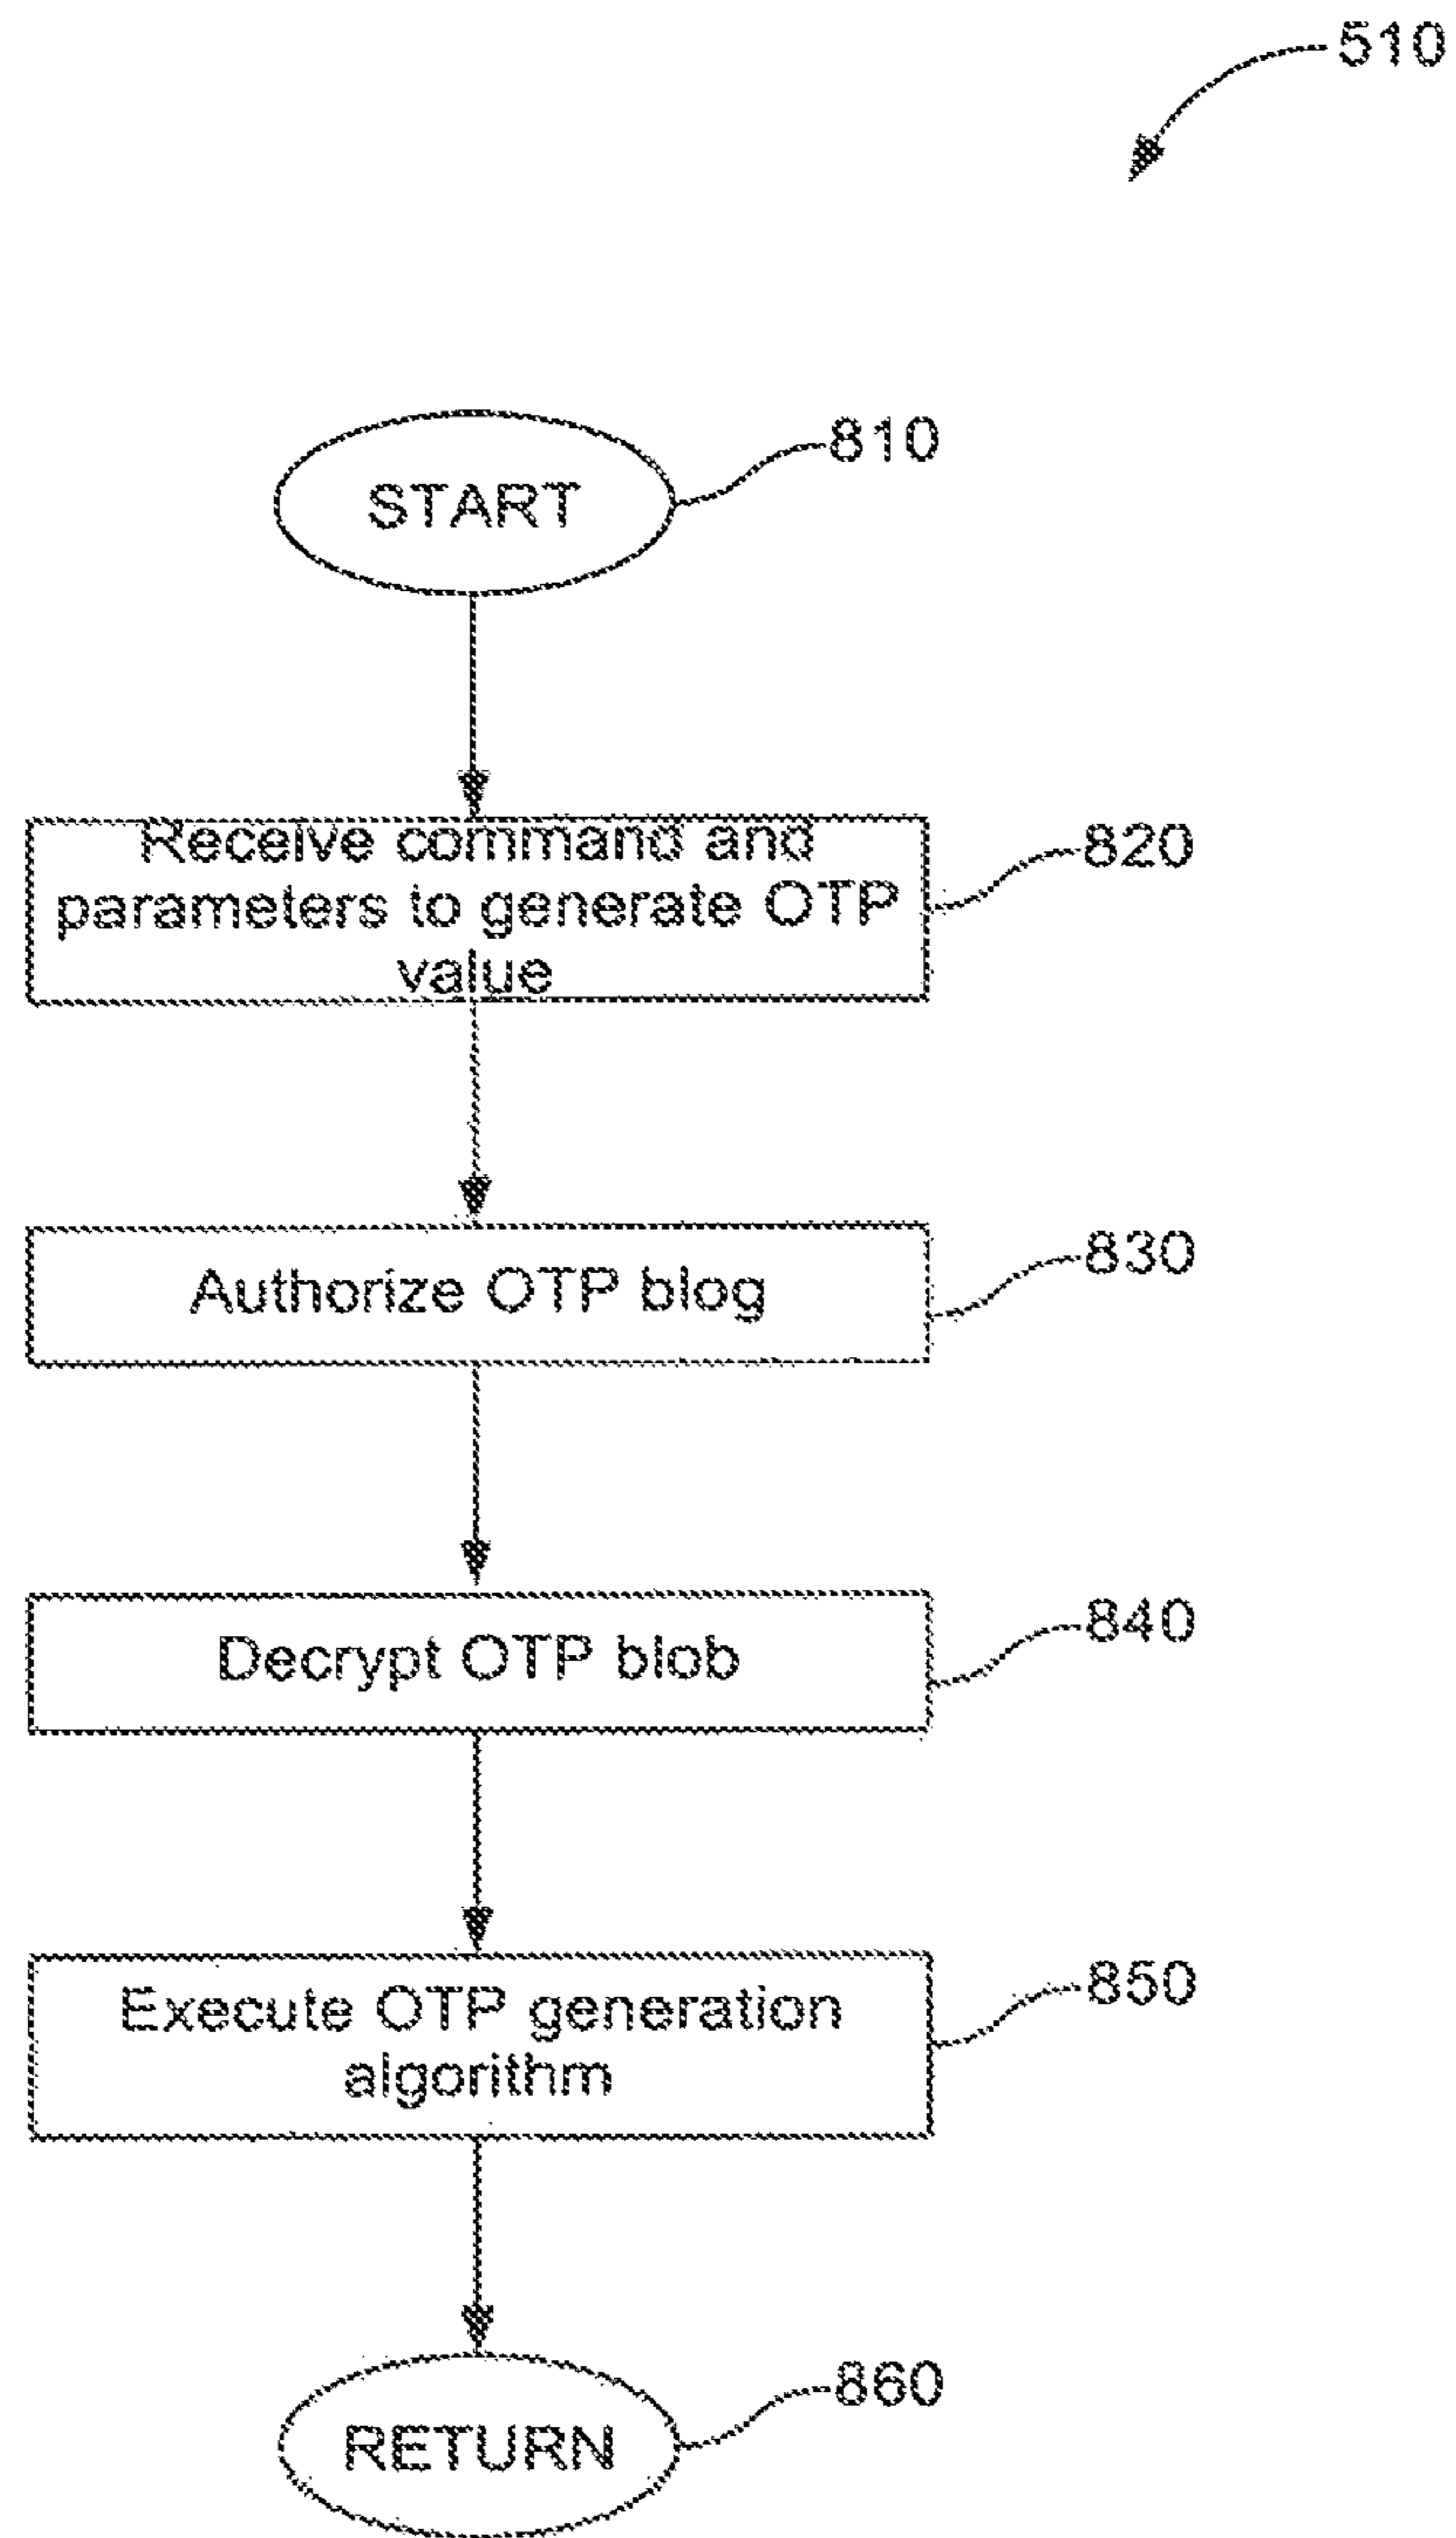 510
START
810
Receive command and
parameters to generate OTP
value
820
Authorize OTP blog
830
Decrypt OTP blob
840
Execute OTP generation
algorithm
850
RETURN
860